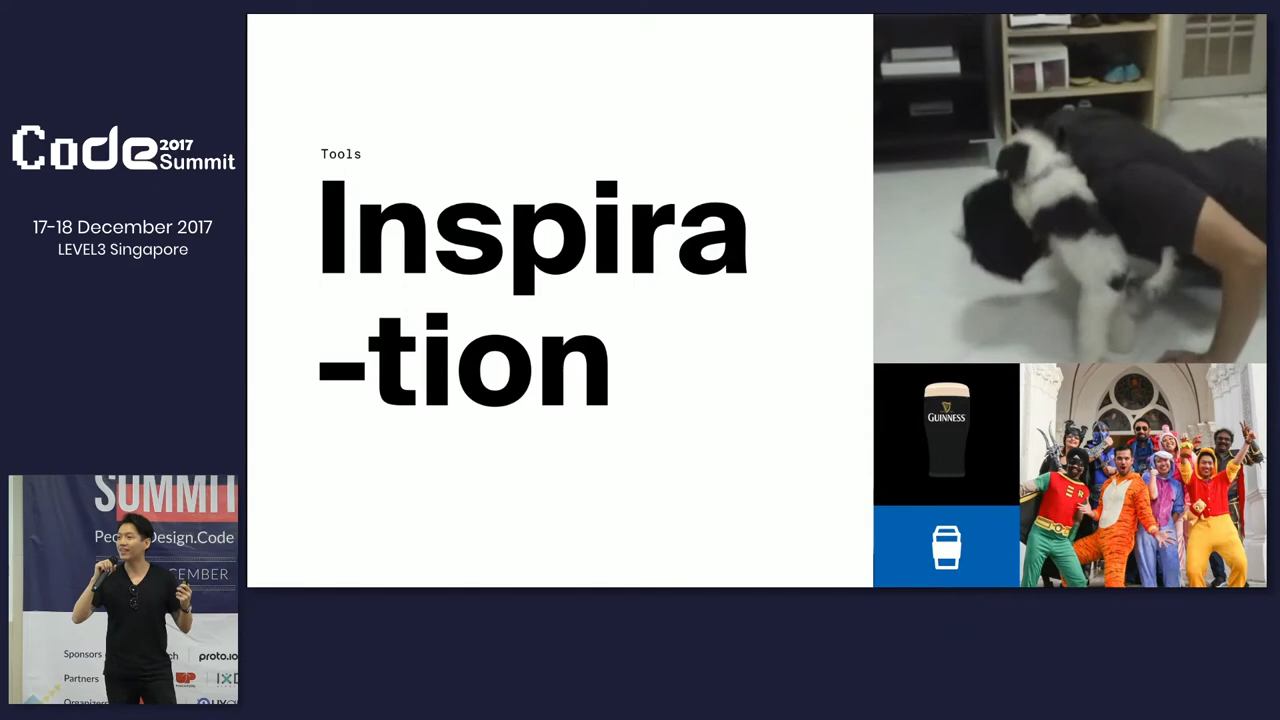 Code 2017
Summit
17-18 December 2017
LEVEL3 Singapore
Tools
Inspira
-tion
GUINNESS
R
SUMMIT
Design.Code
Sponsors
proto.io
Partners
UP